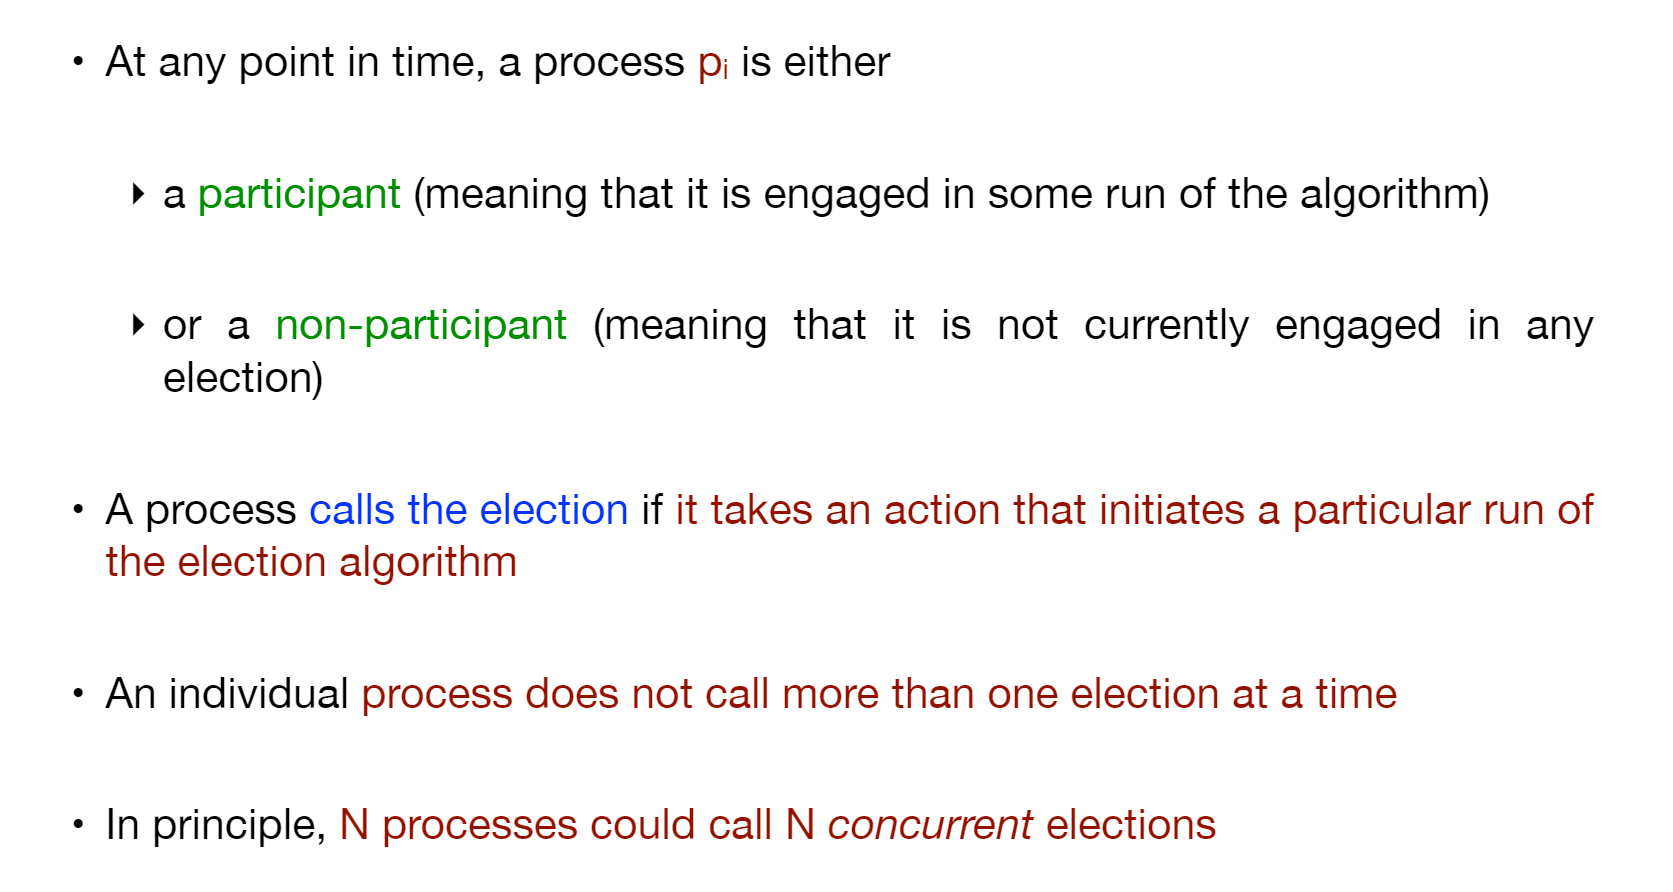 • At any point in time, a process pi is either
‣ a participant (meaning that it is engaged in some run of the algorithm)
‣ or a non-participant (meaning that it is not currently engaged in any
election)
• A process calls the election if it takes an action that initiates a particular run of
the election algorithm
• An individual process does not call more than one election at a time
• In principle, N processes could call N concurrent elections